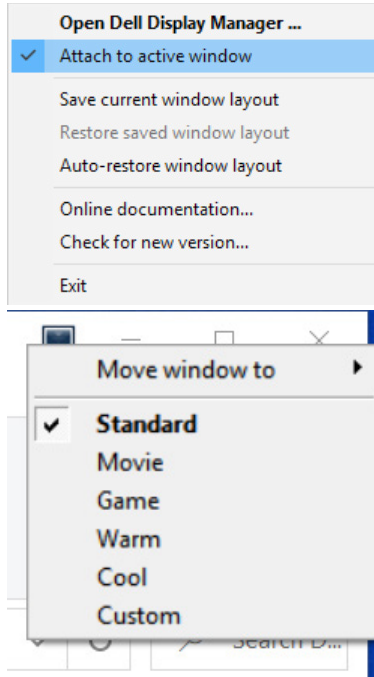 Open Dell Display Manager ...
Attach to active window
Save current window layout
Restore saved window layout
Auto-restore window layout
Online documentation...
Check for new version...
Exit
Move window to
Standard
Movie
Game
Warm
Cool
Custom
Search D...